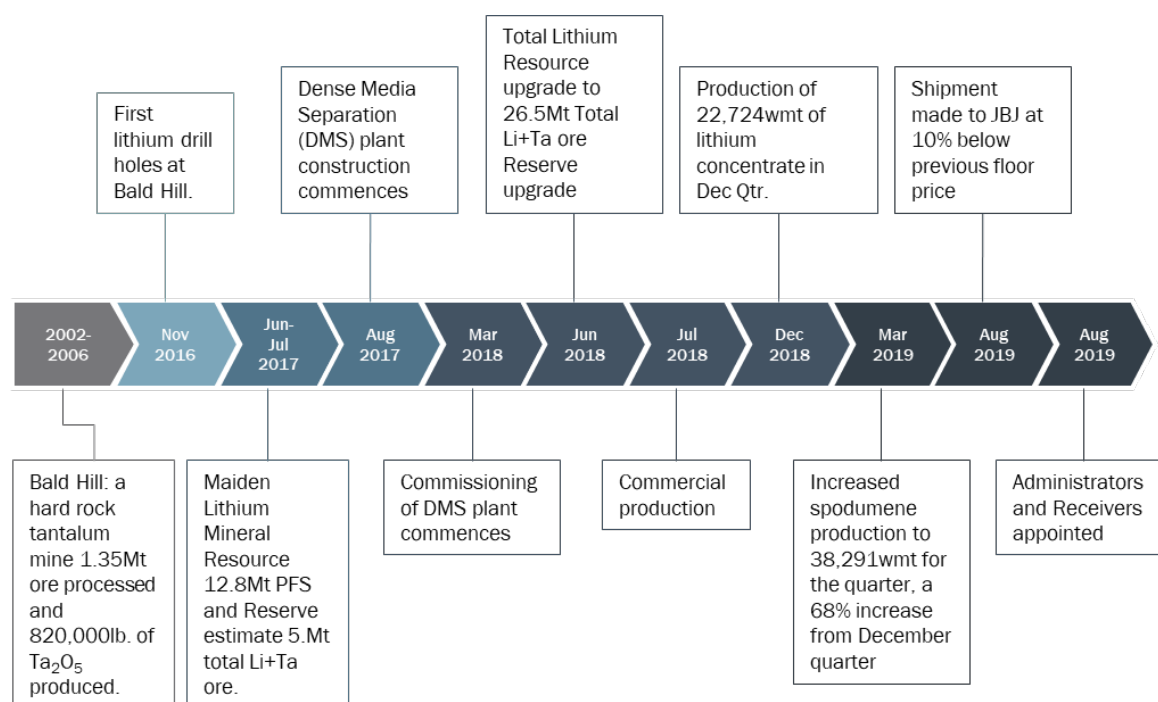 First
lithium drill
holes at
Bald Hill.
Dense Media
Separation
(DMS) plant
construction
commences
Total Lithium
Resource
upgrade to
26.5Mt Total
Li+Ta ore
Reserve
upgrade
Production of
22,724wmt of
lithium
concentrate in
Dec Qtr.
Shipment
made to JBJ at
10% below
previous floor
price
2002-
2006
Nov
2016
Jun-
Jul
2017
Aug
2017
Mar
2018
Jun
2018
Jul
2018
Dec
2018
Mar
2019
Aug
2019
Aug
2019
Bald Hill: a
hard rock
tantalum
mine 1.35Mt
ore processed
and
820,000lb. of
Ta₂O₅
produced.
Maiden
Lithium
Mineral
Resource
12.8Mt PFS
and Reserve
estimate 5.Mt
total Li+Ta
ore.
Commissioning
of DMS plant
commences
Commercial
production
Increased
spodumene
production to
38,291wmt for
the quarter, a
68% increase
from December
quarter
Administrators
and Receivers
appointed